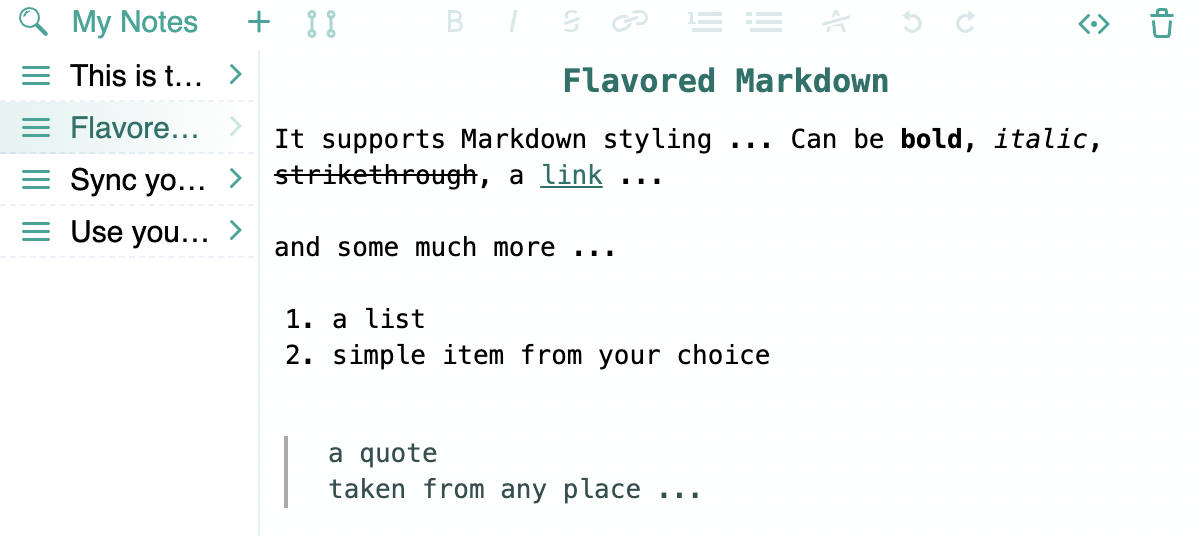 My Notes
B I S
This is t...
Flavore...
Sync yo...
Use you...
Flavored Markdown
It supports Markdown styling ... Can be bold, italic,
strikethrough, a link ...
and some much more ...
1. a list
2. simple item from your choice
a quote
taken from any place ...